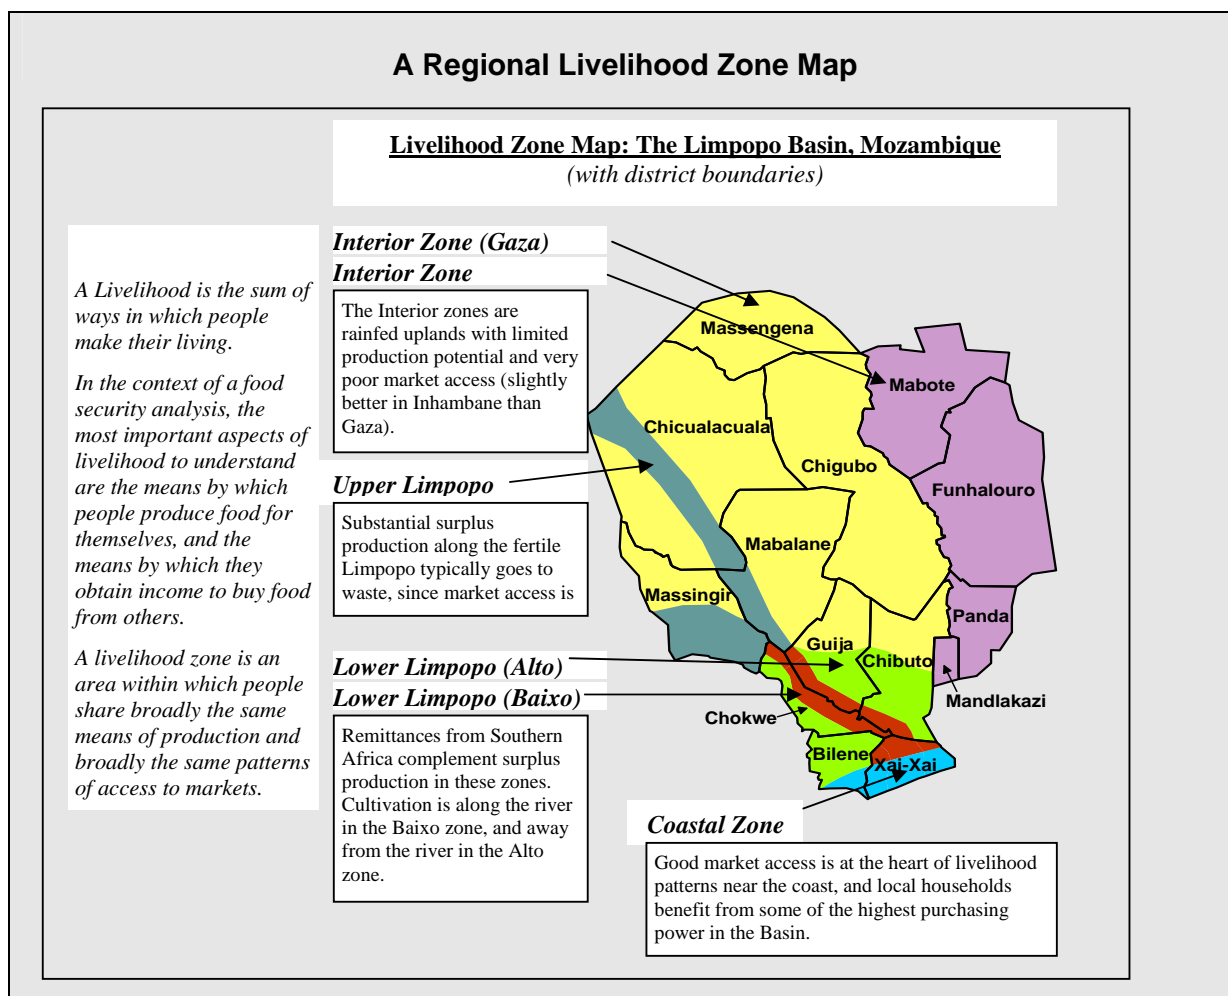 A Regional Livelihood Zone Map
Livelihood Zone Map: The Limpopo Basin, Mozambique
(with district boundaries)
A Livelihood is the sum of
ways in which people
make their living.
In the context of a food
security analysis, the
most important aspects of
livelihood to understand
are the means by which
people produce food for
themselves, and the
means by which they
obtain income to buy food
from others.
A livelihood zone is an
area within which people
share broadly the same
means of production and
broadly the same patterns
of access to markets.
Interior Zone (Gaza)
Interior Zone
The Interior zones are
rainfed uplands with limited
production potential and very
poor market access (slightly
better in Inhambane than
Gaza).
Upper Limpopo
Substantial surplus
production along the fertile
Limpopo typically goes to
waste, since market access is
Lower Limpopo (Alto)
Lower Limpopo (Baixo)
Remittances from Southern
Africa complement surplus
production in these zones.
Cultivation is along the river
in the Baixo zone, and away
from the river in the Alto
zone.
Massengena
Mabote
Chicualacuala
Chigubo
Funhalouro
Mabalane
Massingir
Panda
Guija
Chibuto
Mandlakazi
Chokwe
Bilene
Xai-Xai
Coastal Zone
Good market access is at the heart of livelihood
patterns near the coast, and local households
benefit from some of the highest purchasing
power in the Basin.